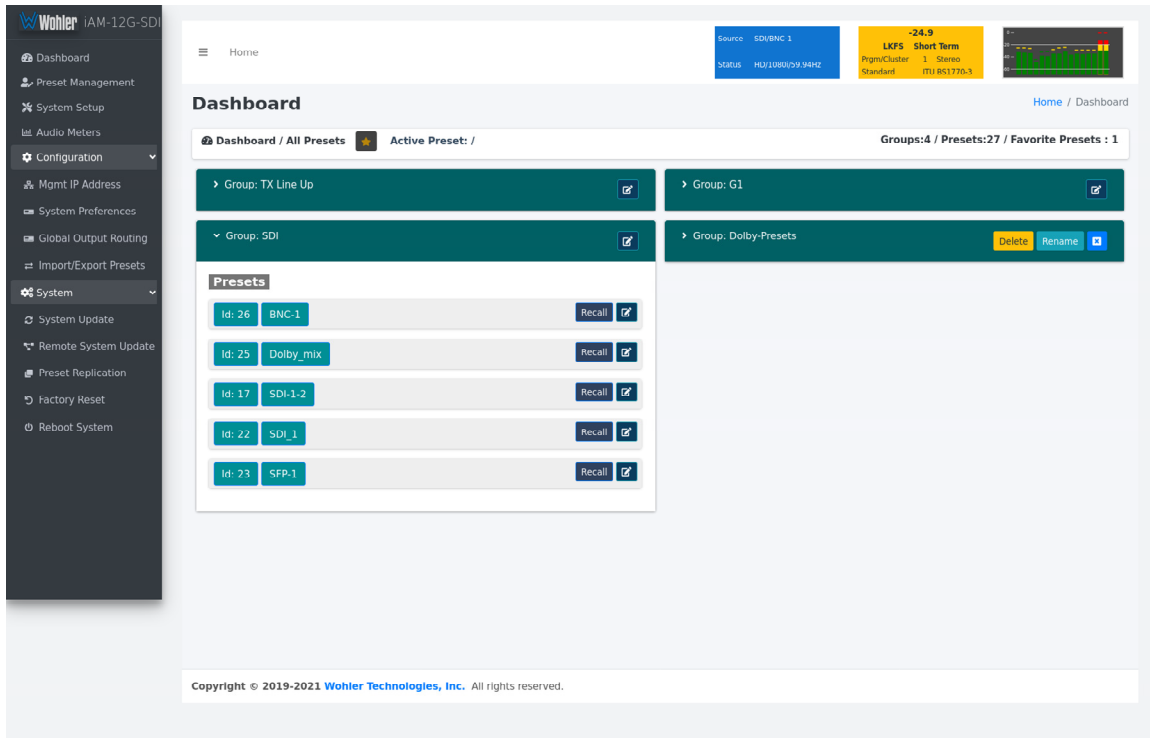 Wohler iAM-12G-SDI
Dashboard
Preset Management
System Setup
Audio Meters
Configuration
Mgmt IP Address
System Preferences
Global Output Routing
Import/Export Presets
System
System Update
Remote System Update
Preset Replication
Factory Reset
Reboot System
Home
Source SDI/BNC 1
Status HD/1080i/59.94Hz
-24.9
LKFS Short Term
Prgm/Cluster 1 Stereo
Standard ITU BS1770-3
Dashboard
Home / Dashboard
Dashboard / All Presets Active Preset: /
Groups:4 / Presets:27 / Favorite Presets : 1
Group: TX Line Up
Group: G1
Group: SDI
Group: Dolby-Presets
Delete Rename
Presets
Id: 26 BNC-1 Recall
Id: 25 Dolby_mix Recall
Id: 17 SDI-1-2 Recall
Id: 22 SDI_1 Recall
Id: 23 SFP-1 Recall
Copyright © 2019-2021 Wohler Technologies, Inc. All rights reserved.